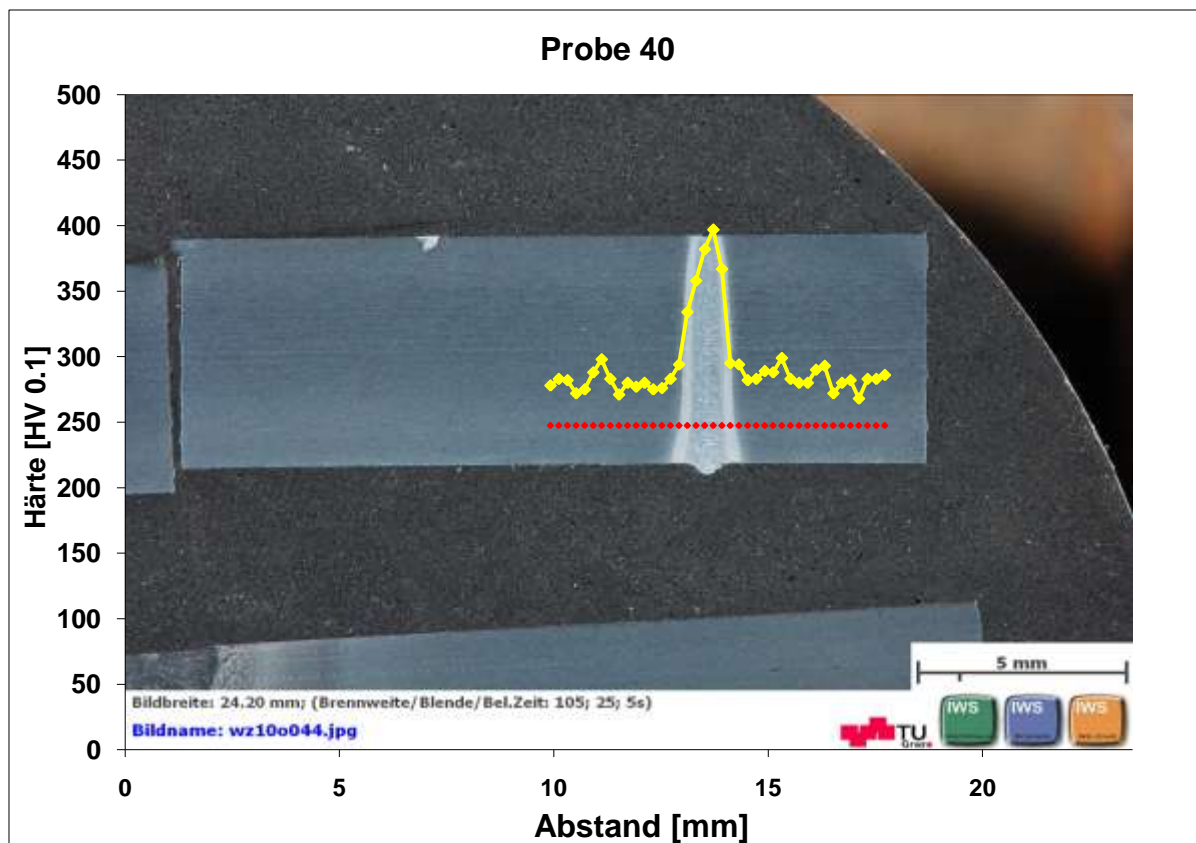 Probe 40
500
450
400
350
300
250
200
150
100
50
0
Härte [HV 0.1]
5 mm
Bildbreite: 24.20 mm; (Brennweite/Blende/Bel.Zeit: 105; 25; 5s)
Bildname: wz10o044.jpg
TU
IWS
IWS
IWS
0 5 10 15 20
Abstand [mm]